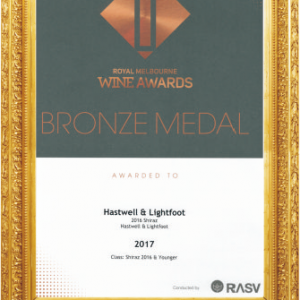 ROYAL MELBOURNE
WINE AWARDS
BRONZE MEDAL
AWARDED TO
Hastwell & Lightfoot
2016 Shiraz
Hastwell & Lightfoot
2017
Class: Shiraz 2016 & Younger
Conducted by RASV